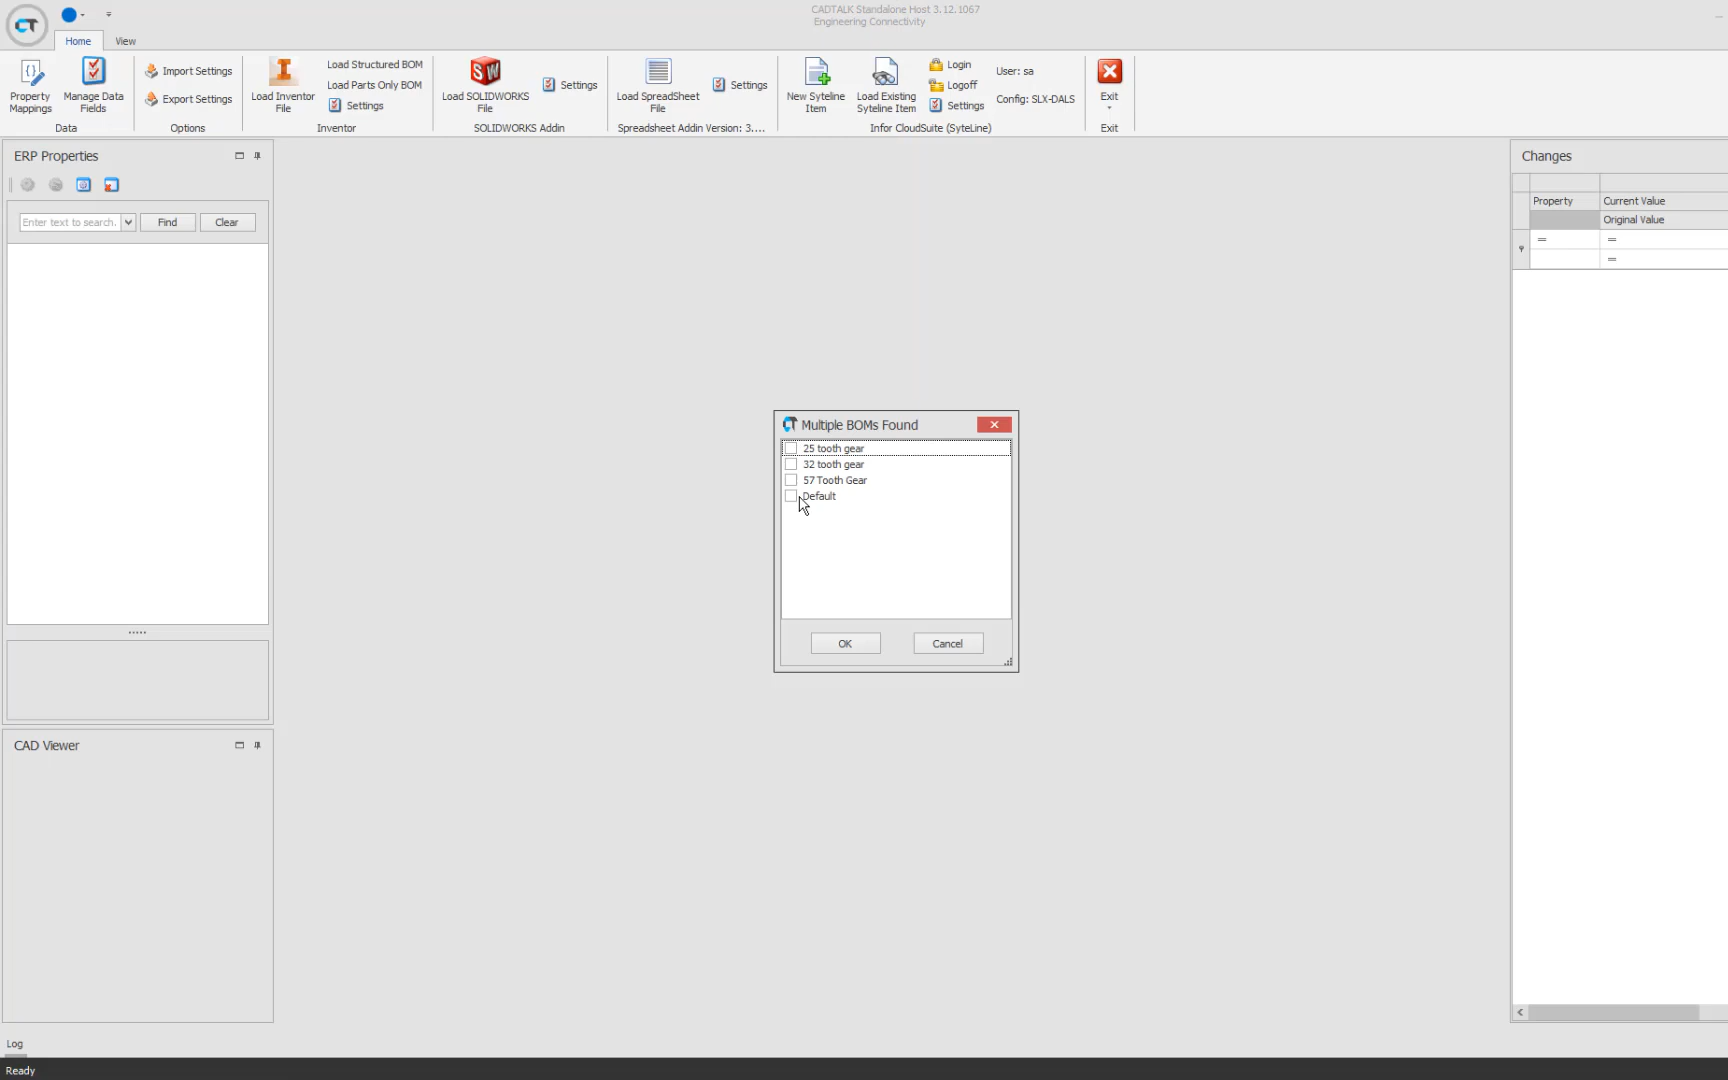 CADTALK Standalone Host 3.12.1067
Engineering Connectivity
CT
Home
View
Property
Mappings
Manage Data
Fields
Data
Import Settings
Export Settings
Options
Load Inventor
File
Load Structured BOM
Load Parts Only BOM
Settings
Inventor
Load SOLIDWORKS
File
Settings
SOLIDWORKS Addin
Load SpreadSheet
File
Settings
Spreadsheet Addin Version: 3....
New Syteline
Item
Load Existing
Syteline Item
Login
Logoff
Settings
User: sa
Config: SLX-DALS
Infor CloudSuite (SyteLine)
Exit
Exit
ERP Properties
Enter text to search.
Find
Clear
CAD Viewer
Multiple BOMs Found
25 tooth gear
32 tooth gear
57 Tooth Gear
Default
OK
Cancel
Changes
Property
Current Value
Original Value
=
=
=
Log
Ready